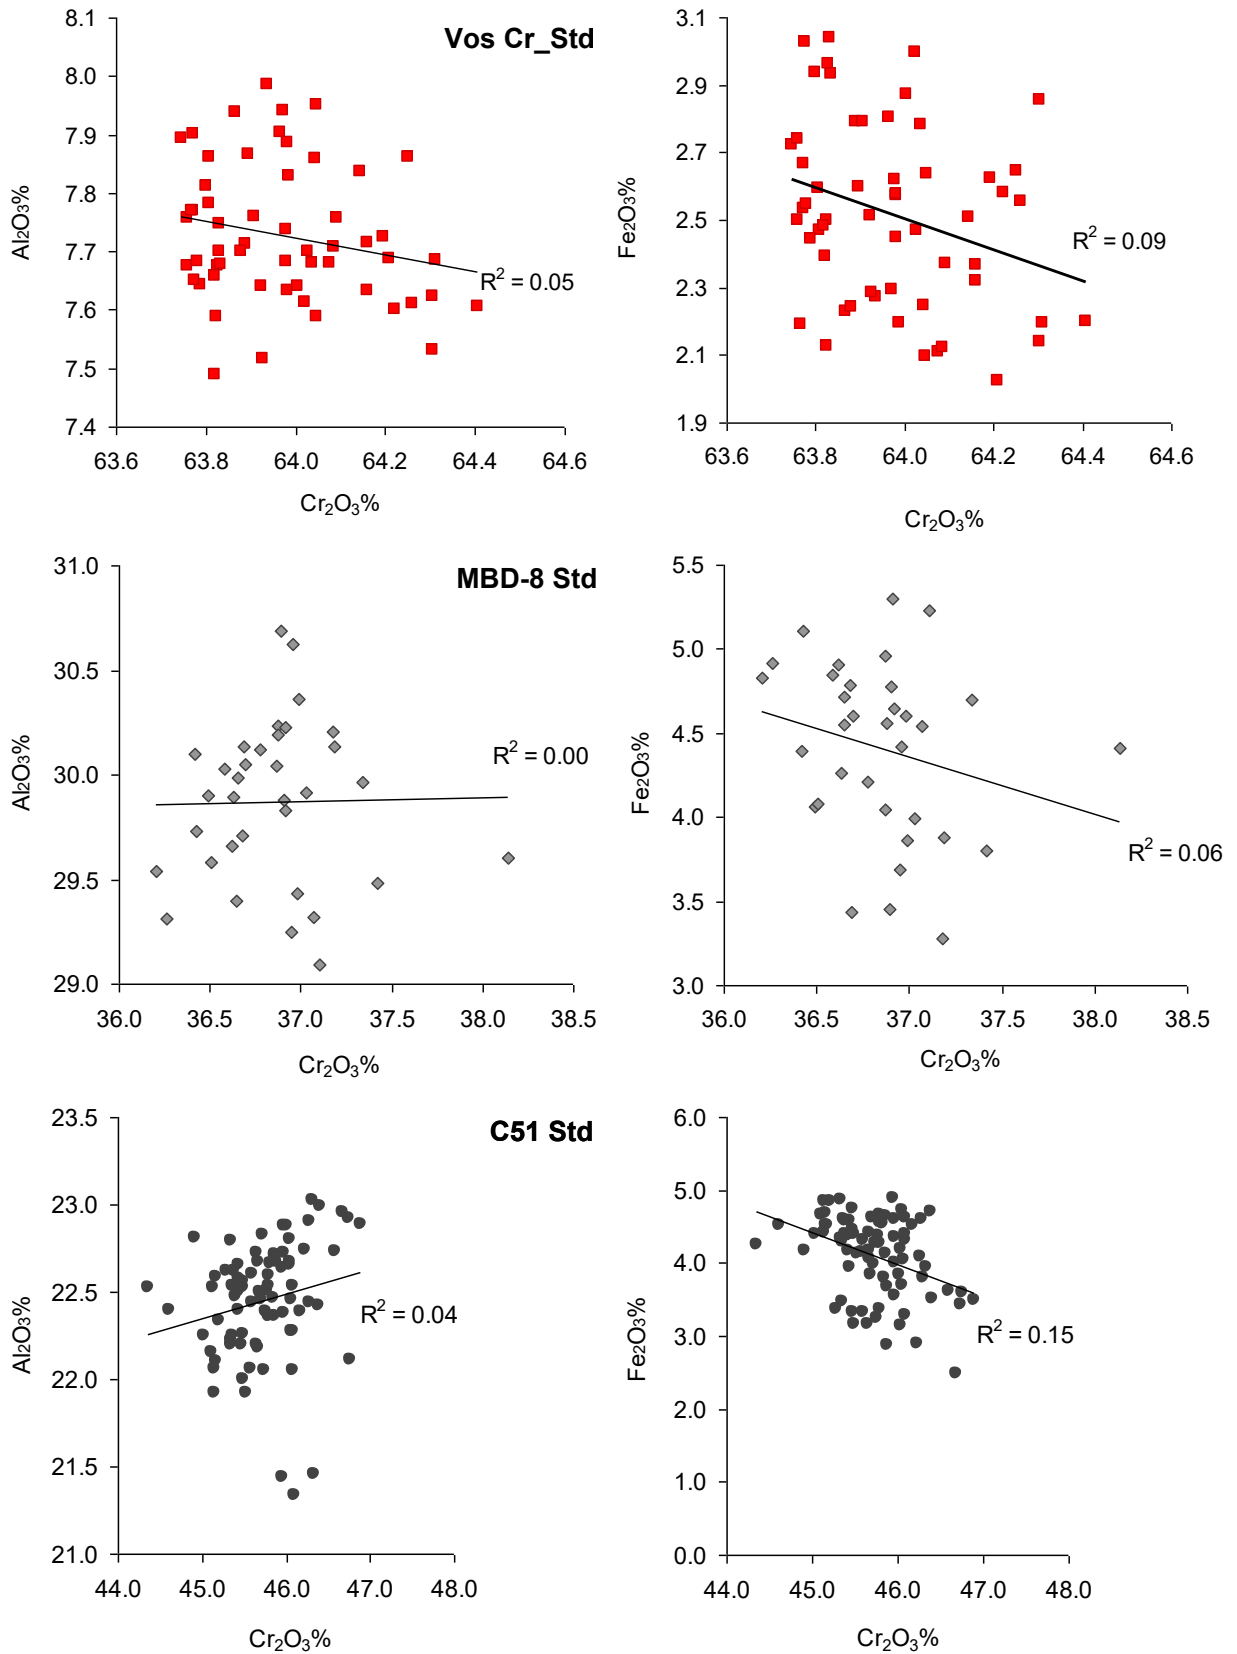 Vos Cr_Std
8.1
8.0
7.9
7.8
7.7
7.6
7.5
7.4
Al₂O₃%
R² = 0.05
63.6 63.8 64.0 64.2 64.4 64.6
Cr₂O₃%
3.1
2.9
2.7
2.5
2.3
2.1
1.9
Fe₂O₃%
R² = 0.09
63.6 63.8 64.0 64.2 64.4 64.6
Cr₂O₃%
MBD-8 Std
31.0
30.5
30.0
29.5
29.0
Al₂O₃%
R² = 0.00
36.0 36.5 37.0 37.5 38.0 38.5
Cr₂O₃%
5.5
5.0
4.5
4.0
3.5
3.0
Fe₂O₃%
R² = 0.06
36.0 36.5 37.0 37.5 38.0 38.5
Cr₂O₃%
C51 Std
23.5
23.0
22.5
22.0
21.5
21.0
Al₂O₃%
R² = 0.04
44.0 45.0 46.0 47.0 48.0
Cr₂O₃%
6.0
5.0
4.0
3.0
2.0
1.0
0.0
Fe₂O₃%
R² = 0.15
44.0 45.0 46.0 47.0 48.0
Cr₂O₃%